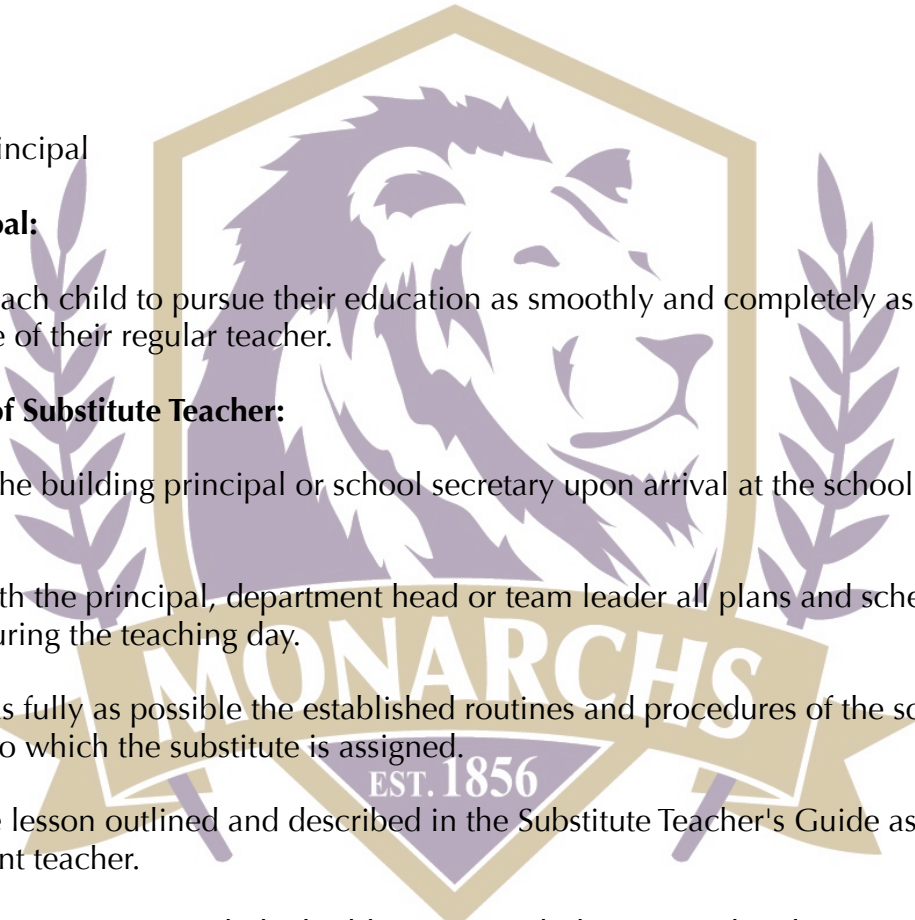 incipal
oal:
ach child to pursue their education as smoothly and completely as
e of their regular teacher.
of Substitute Teacher:
he building principal or school secretary upon arrival at the school
th the principal, department head or team leader all plans and sche
uring the teaching day.
MONARCHS
s fully as possible the established routines and procedures of the sc
o which the substitute is assigned.
EST. 1856
e lesson outlined and described in the Substitute Teacher's Guide as
nt teacher.